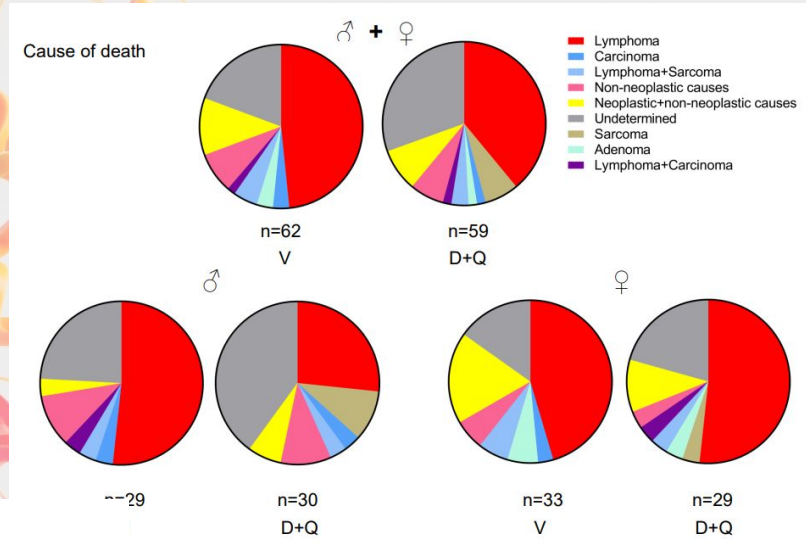 ♂ + ♀
Cause of death
Lymphoma
Carcinoma
Lymphoma+Sarcoma
Non-neoplastic causes
Neoplastic+non-neoplastic causes
Undetermined
Sarcoma
Adenoma
Lymphoma+Carcinoma
n=62
n=59
V
D+Q
♂
♀
n=29
n=30
n=33
n=29
D+Q
V
D+Q